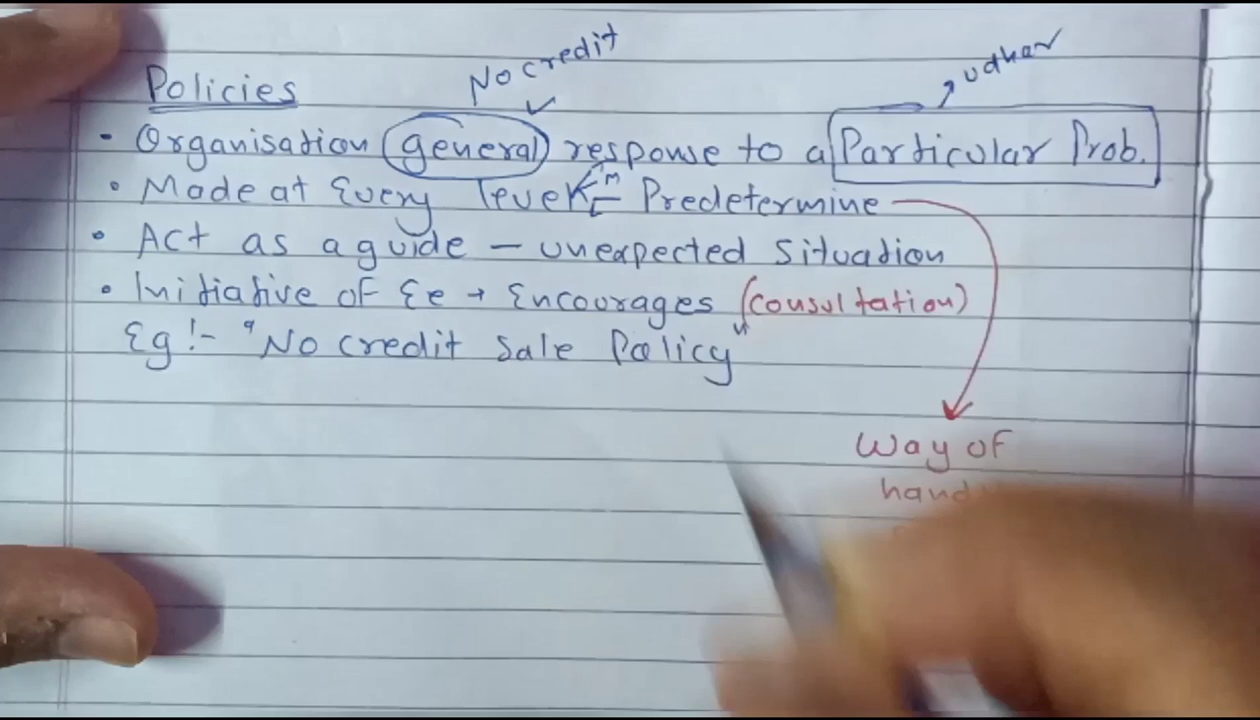 No credit
udhar
Policies
• Organisation general response to a Particular Prob.
• Made at Every level Predetermine
• Act as a guide - unexpected Situation
• Initiative of Ee → Encourages (consultation)
Eg:- "No credit Sale Policy"
Way of